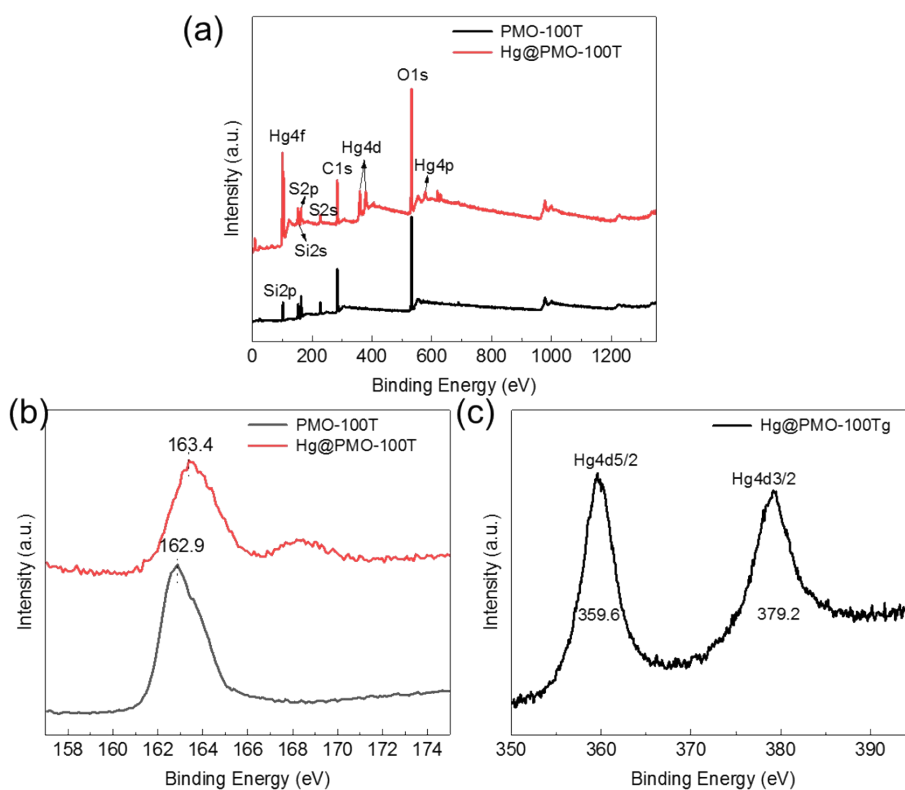 (a)
PMO-100T
Hg@PMO-100T
O1s
Hg4f
Hg4d
C1s
Hg4p
S2p
S2s
Si2s
Si2p
Intensity (a.u.)
0 200 400 600 800 1000 1200
Binding Energy (eV)
(b)
PMO-100T
Hg@PMO-100T
163.4
162.9
Intensity (a.u.)
158 160 162 164 166 168 170 172 174
Binding Energy (eV)
(c)
Hg@PMO-100Tg
Hg4d5/2
Hg4d3/2
359.6
379.2
Intensity (a.u.)
350 360 370 380 390
Binding Energy (eV)